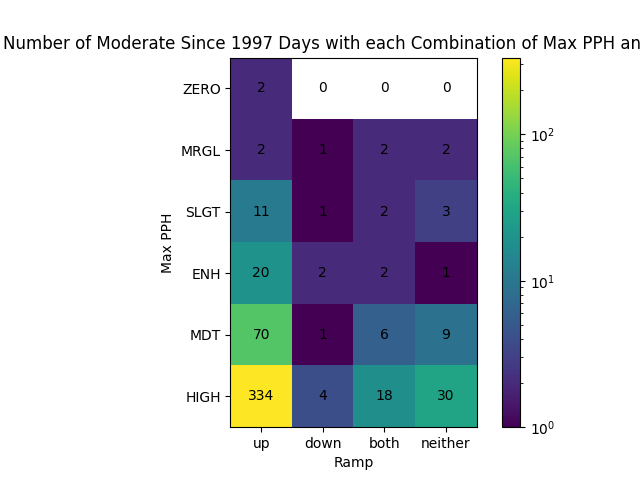 Number of Moderate Since 1997 Days with each Combination of Max PPH an
ZERO 2 0 0 0
MRGL 2 1 2 2
SLGT 11 1 2 3
ENH 20 2 2 1
MDT 70 1 6 9
HIGH 334 4 18 30
up down both neither
Ramp
Max PPH
10²
10¹
10⁰